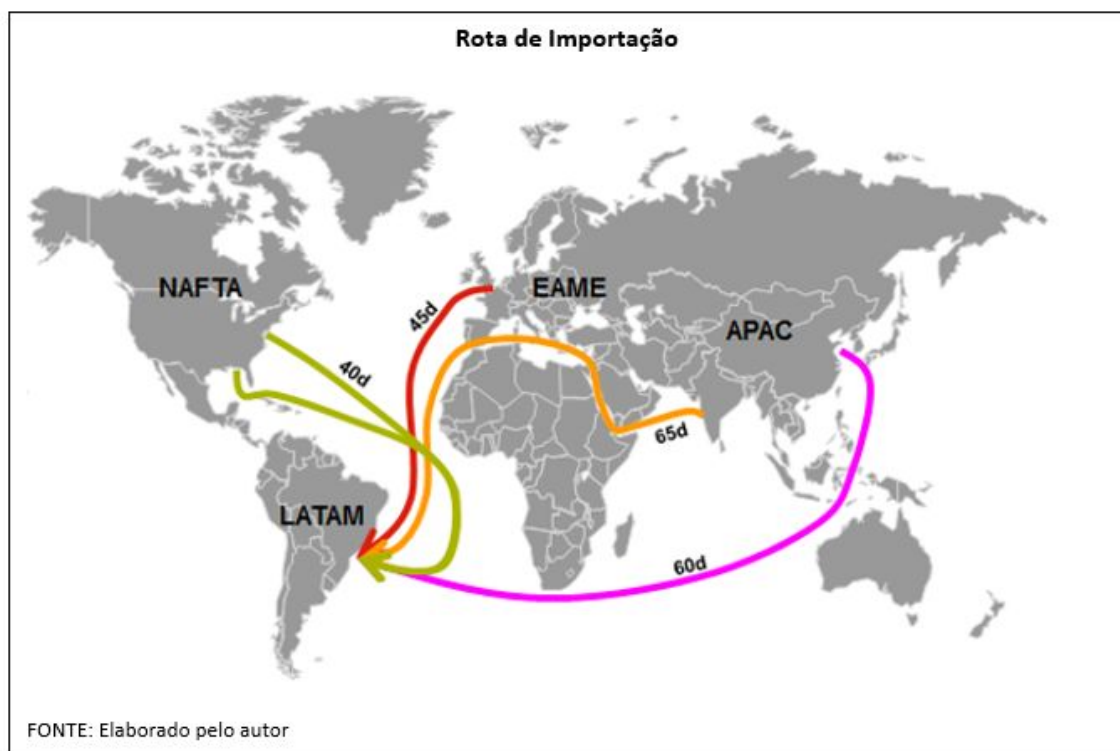 Rota de Importação
NAFTA
EAME
APAC
LATAM
45d
40d
65d
60d
FONTE: Elaborado pelo autor